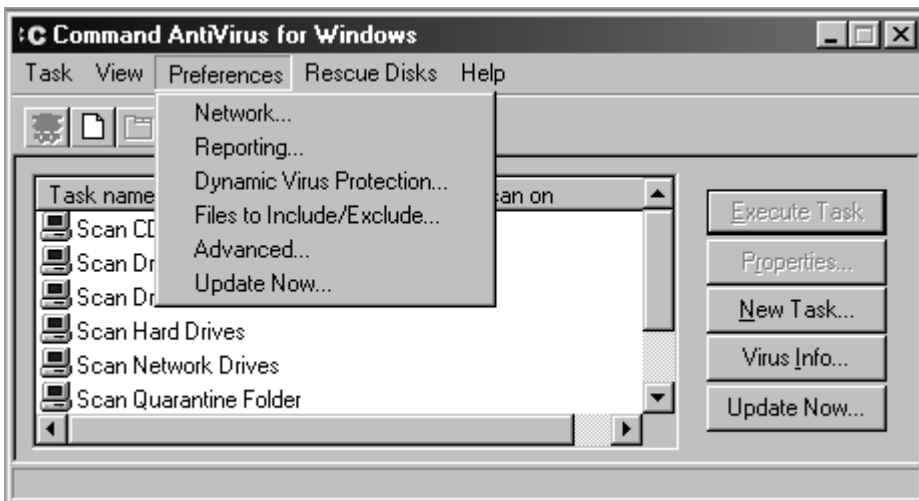 Command AntiVirus for Windows
Task View Preferences Rescue Disks Help
Network...
Reporting...
Dynamic Virus Protection...
Files to Include/Exclude...
Advanced...
Update Now...
Task name
an on
Scan CD
Scan Dr
Scan Dr
Scan Hard Drives
Scan Network Drives
Scan Quarantine Folder
Execute Task
Properties...
New Task...
Virus Info...
Update Now...